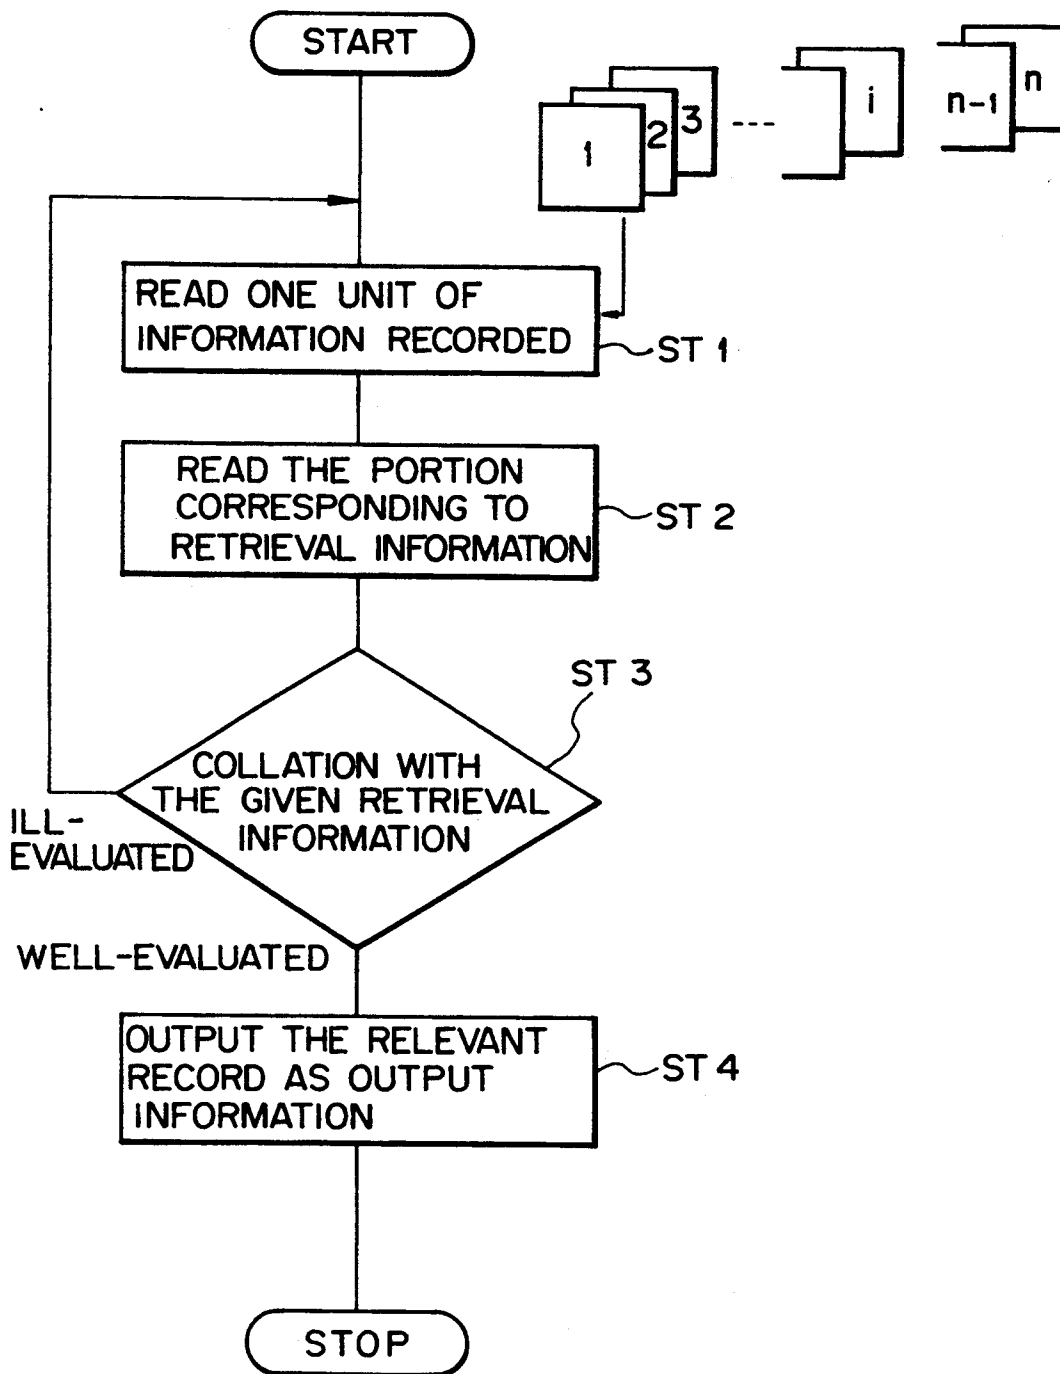 START
1
2
3
i
n-1
n
READ ONE UNIT OF
INFORMATION RECORDED
ST 1
READ THE PORTION
CORRESPONDING TO
RETRIEVAL INFORMATION
ST 2
ST 3
COLLATION WITH
THE GIVEN RETRIEVAL
INFORMATION
ILL-
EVALUATED
WELL-EVALUATED
OUTPUT THE RELEVANT
RECORD AS OUTPUT
INFORMATION
ST 4
STOP